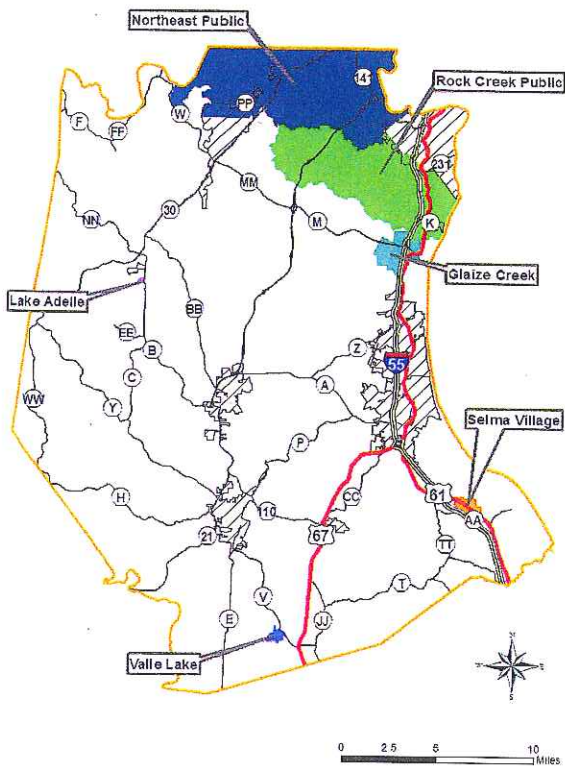 Northeast Public
141
Rock Creek Public
PP
W
F
FF
231
MM
30
M
K
NN
Glaize Creek
Lake Adelle
BB
EE
B
Z
55
C
A
WW
Y
Selma Village
P
H
CC
61
110
AA
21
67
TT
T
V
E
JJ
Valle Lake
0 2.5 5 10
Miles